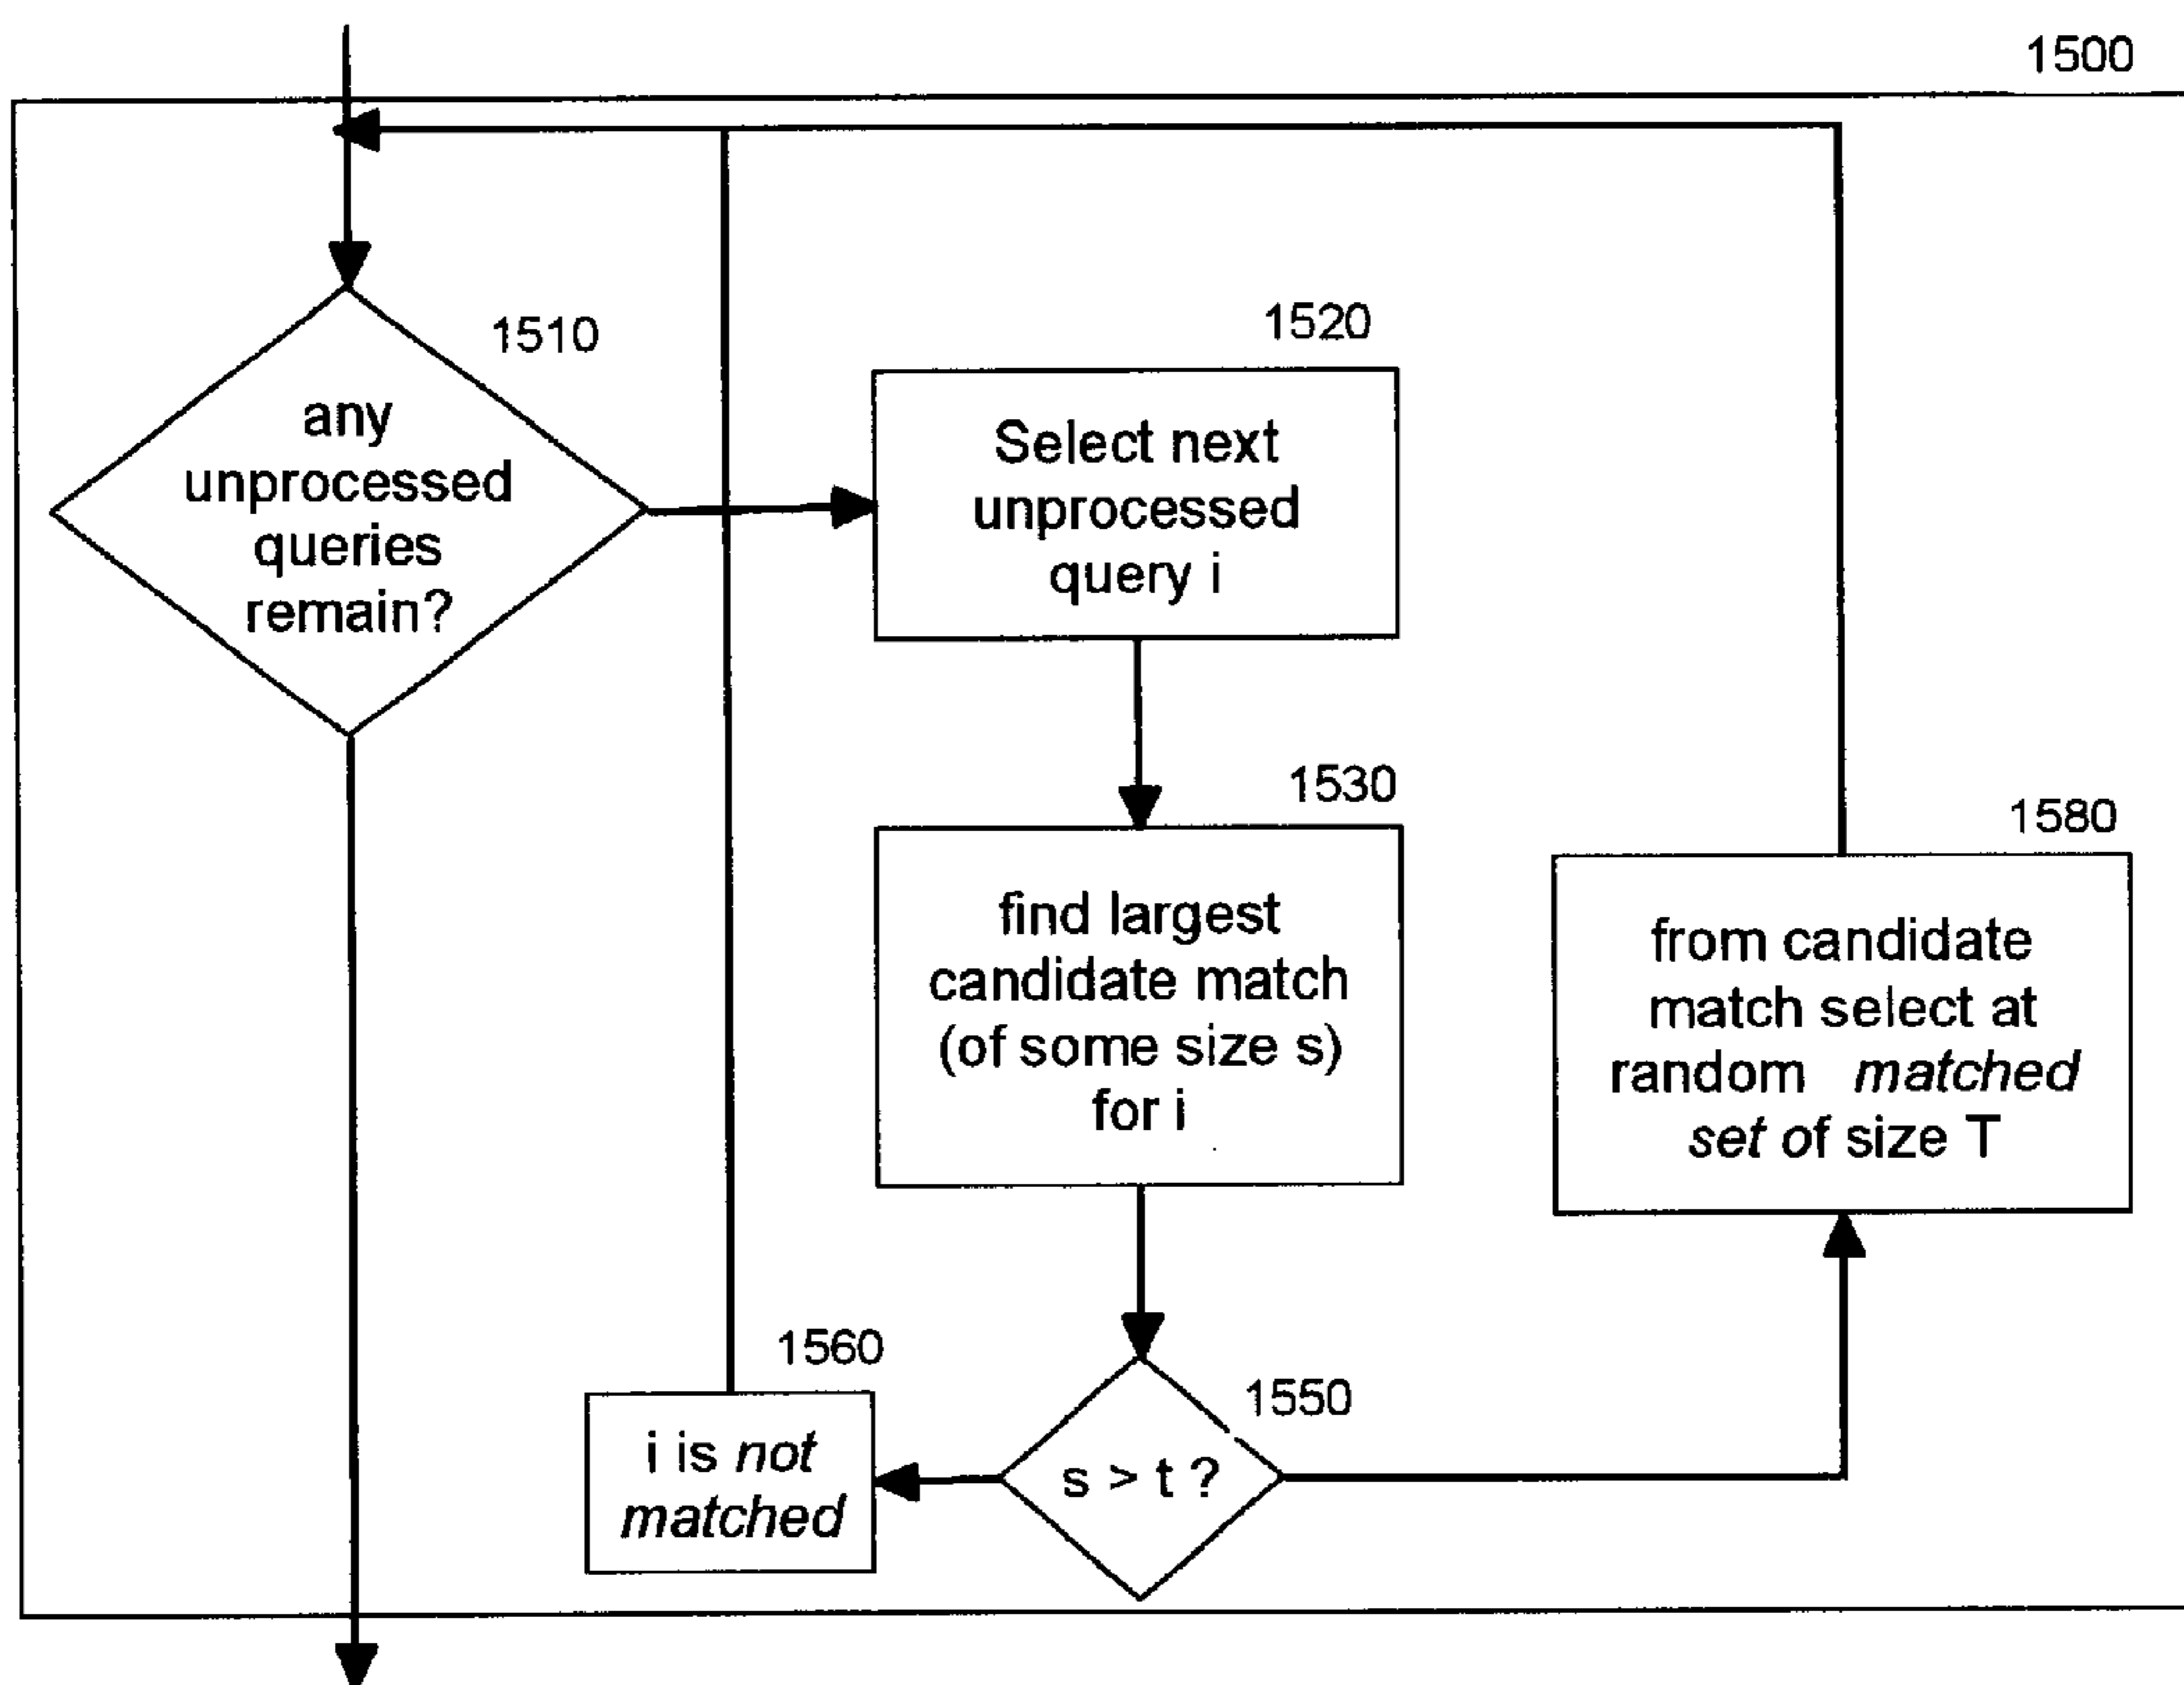 1500
1510
any
unprocessed
queries
remain?
1520
Select next
unprocessed
query i
1530
find largest
candidate match
(of some size s)
for i
1580
from candidate
match select at
random matched
set of size T
1560
i is not
matched
1550
s > t ?